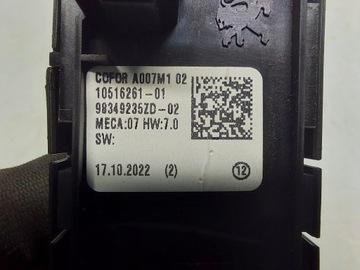 COFOR A007M1 02
10516261-01
98349235ZD-02
MECA:07 HW:7.0
SW:
17.10.2022 (2)
12